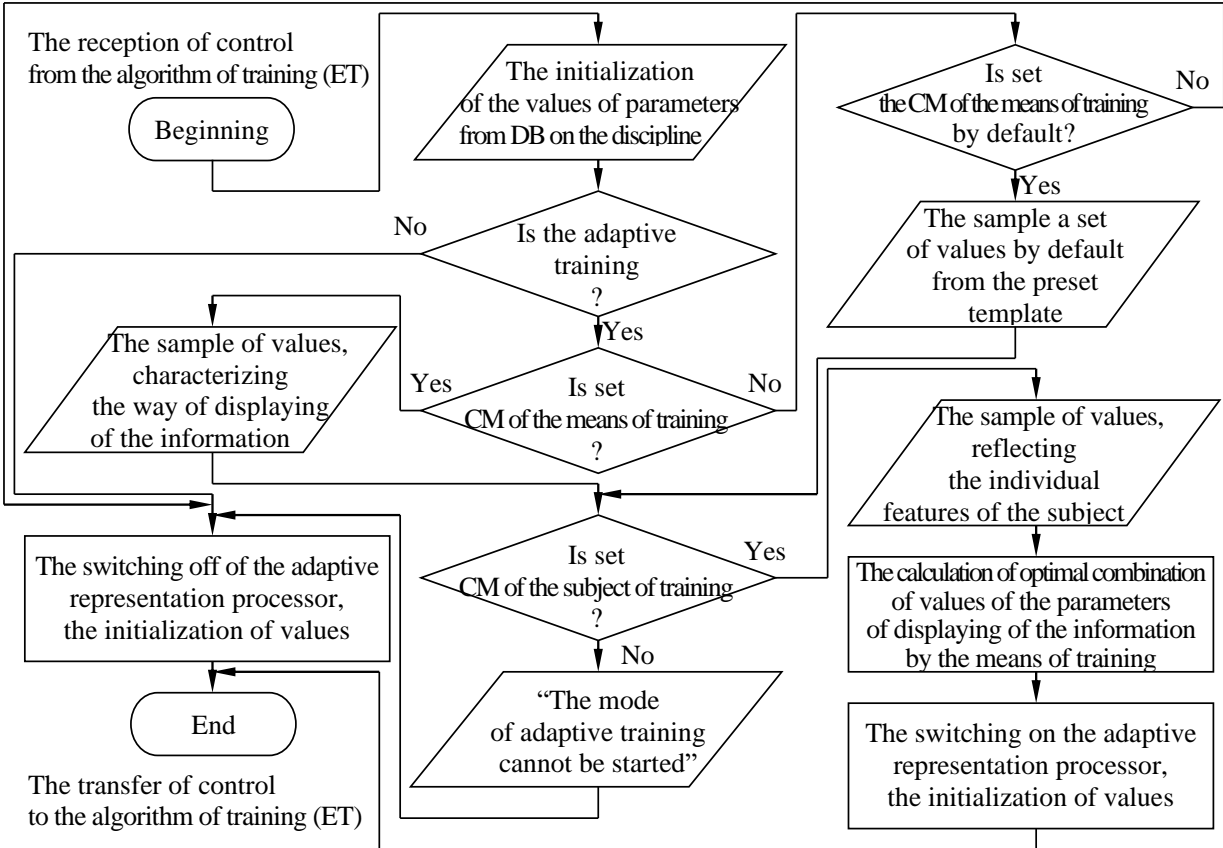 The reception of control
from the algorithm of training (ET)
Beginning
The initialization
of the values of parameters
from DB on the discipline
Is set
the CM of the means of training
by default?
No
Yes
The sample a set
of values by default
from the preset
template
No
Is the adaptive
training
?
Yes
The sample of values,
characterizing
the way of displaying
of the information
Yes
Is set
CM of the means of training
?
No
The sample of values,
reflecting
the individual
features of the subject
The switching off of the adaptive
representation processor,
the initialization of values
Is set
CM of the subject of training
?
Yes
No
The calculation of optimal combination
of values of the parameters
of displaying of the information
by the means of training
End
“The mode
of adaptive training
cannot be started”
The switching on the adaptive
representation processor,
the initialization of values
The transfer of control
to the algorithm of training (ET)